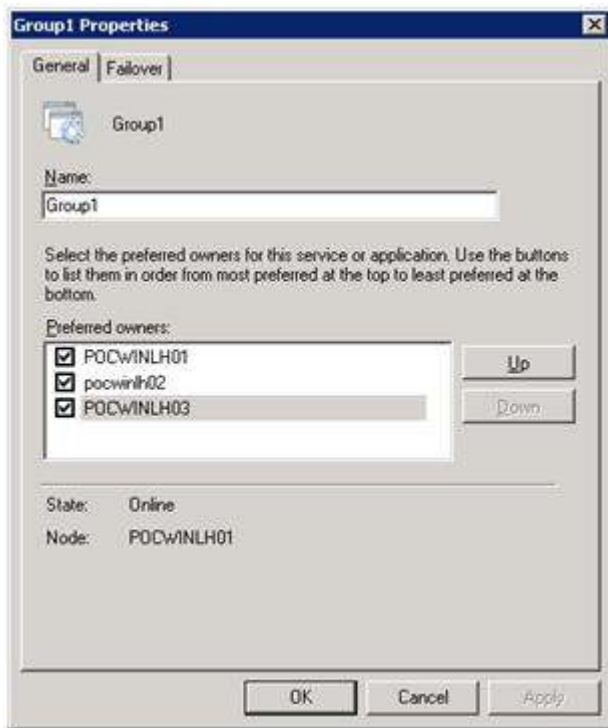 Group1 Properties
General
Failover
Group1
Name:
Group1
Select the preferred owners for this service or application. Use the buttons
to list them in order from most preferred at the top to least preferred at the
bottom.
Preferred owners:
POCWINLH01
pocwinlh02
POCWINLH03
Up
Down
State: Online
Node: POCWINLH01
OK Cancel Apply